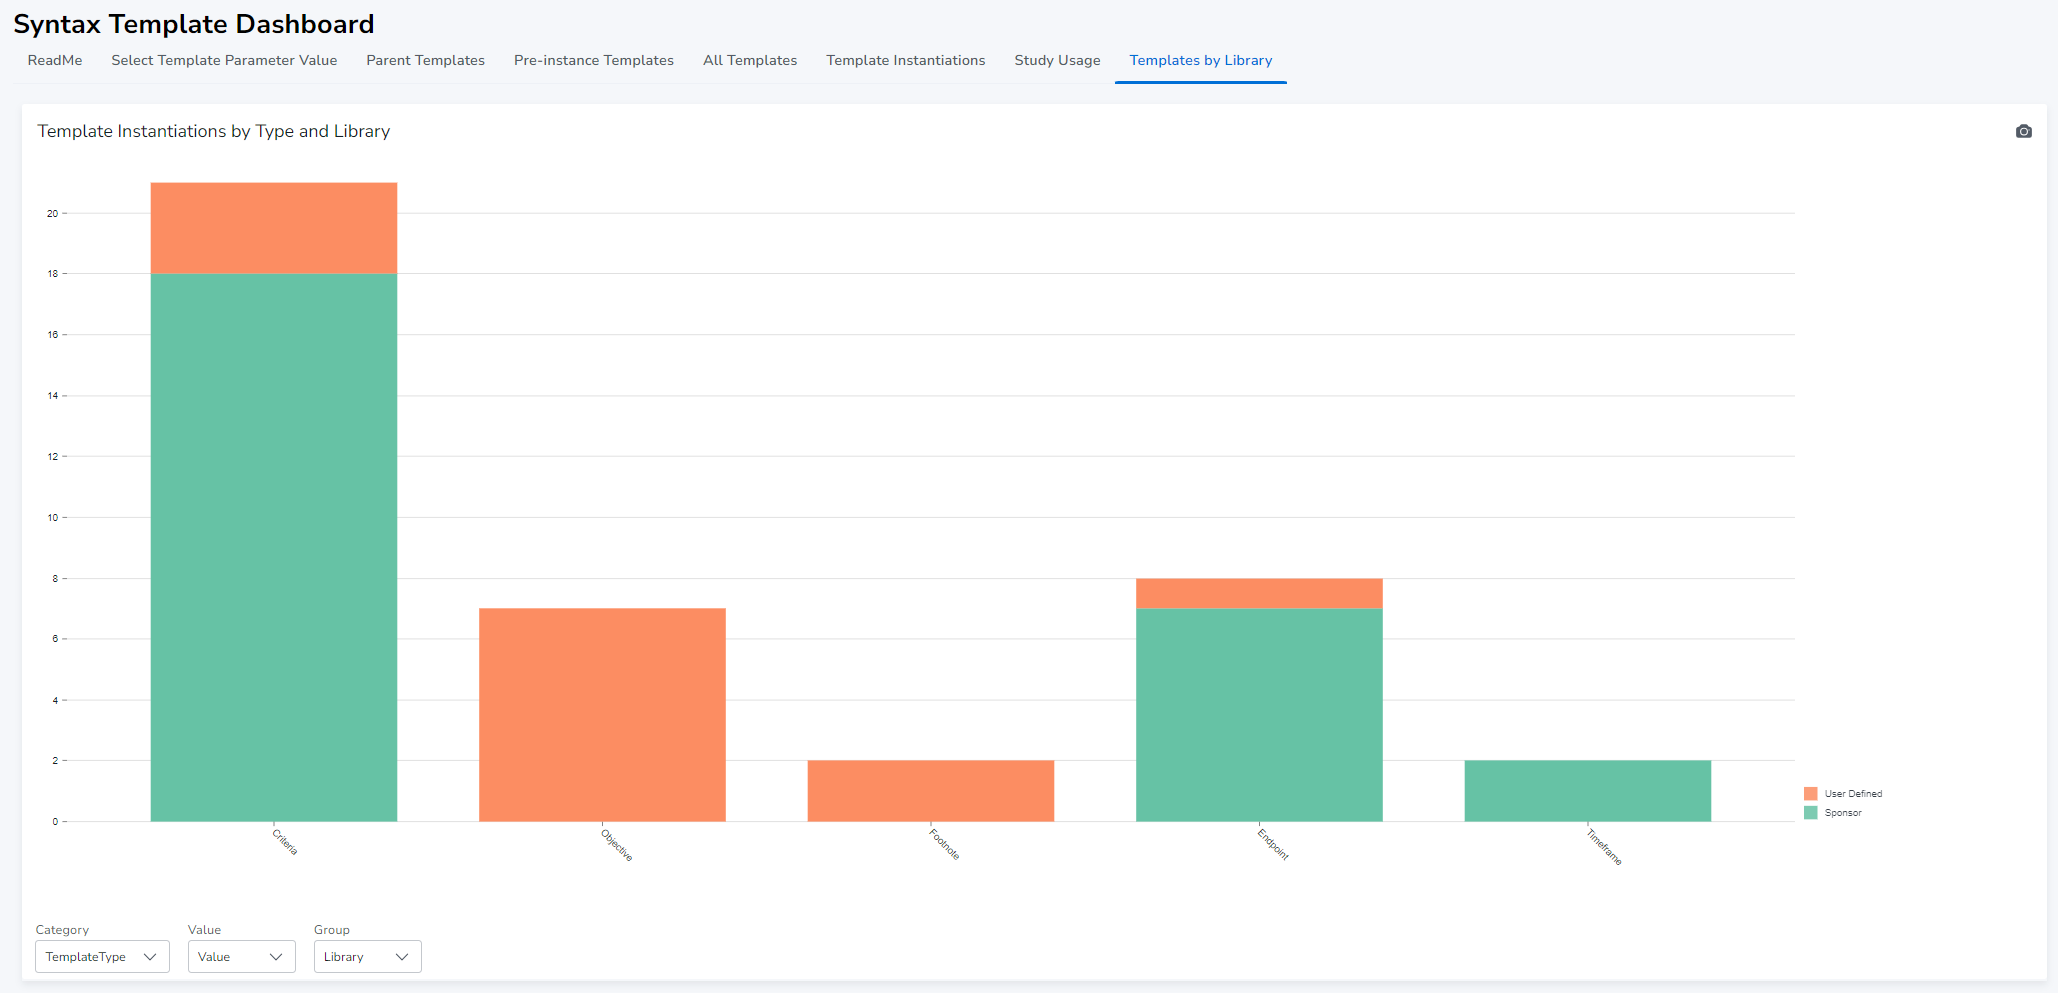 Syntax Template Dashboard
ReadMe Select Template Parameter Value Parent Templates Pre-instance Templates All Templates Template Instantiations Study Usage Templates by Library
Template Instantiations by Type and Library
20
18
16
14
12
10
8
6
4
2
0
Criteria Objective Footnote Endpoint Timeframe
User Defined
Sponsor
Category Value Group
TemplateType Value Library